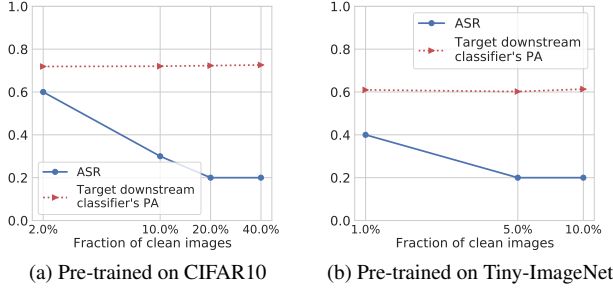 1.0
0.8
0.6
0.4
0.2
0.0
ASR
Target downstream
classifier's PA
2.0%
10.0%
20.0%
40.0%
Fraction of clean images
(a) Pre-trained on CIFAR10
1.0
0.8
0.6
0.4
0.2
0.0
ASR
Target downstream
classifier's PA
1.0%
5.0%
10.0%
Fraction of clean images
(b) Pre-trained on Tiny-ImageNet